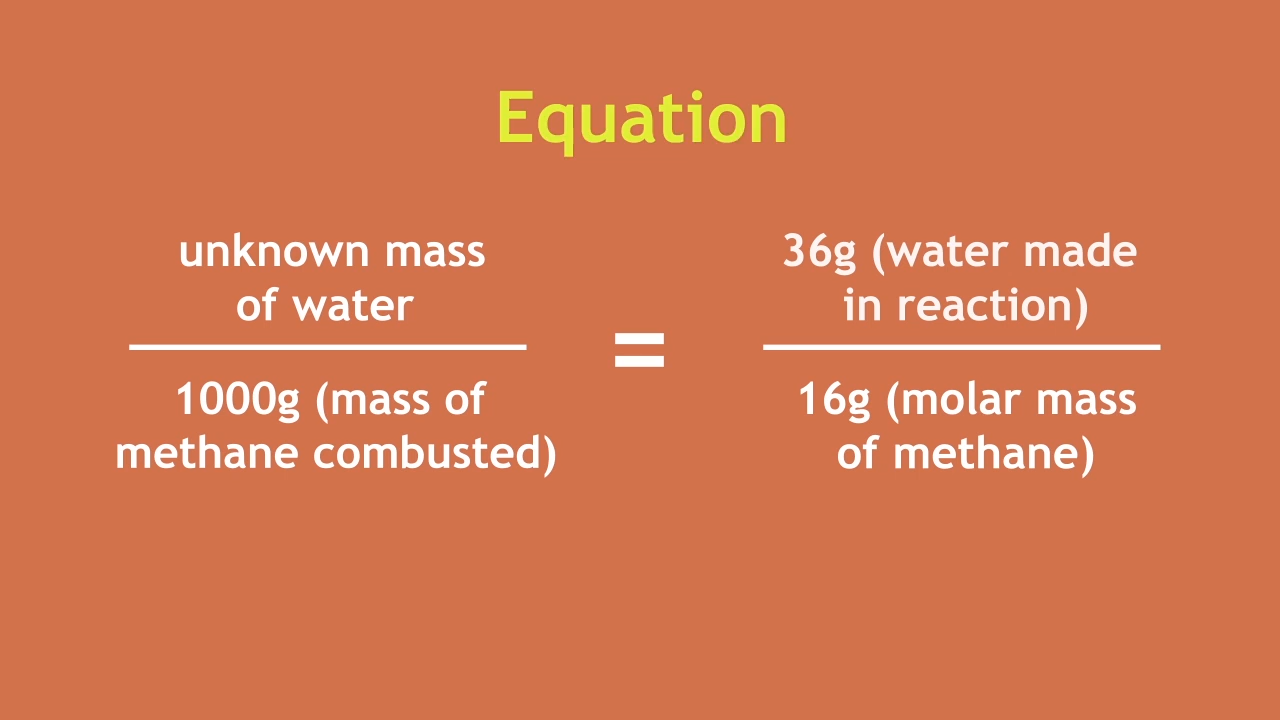 Equation
unknown mass
of water
1000g (mass of
methane combusted)
=
36g (water made
in reaction)
16g (molar mass
of methane)